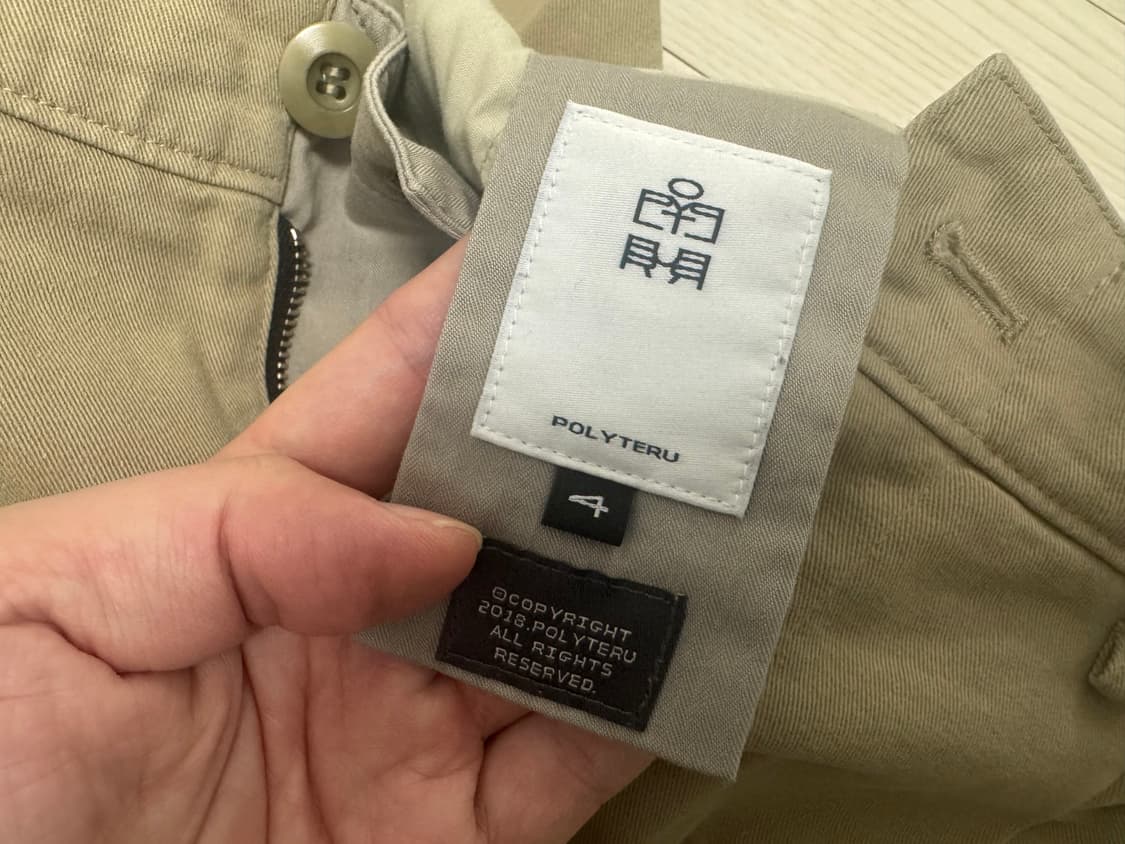 POLYTERU
4
©COPYRIGHT
2018.POLYTERU
ALL RIGHTS
RESERVED.